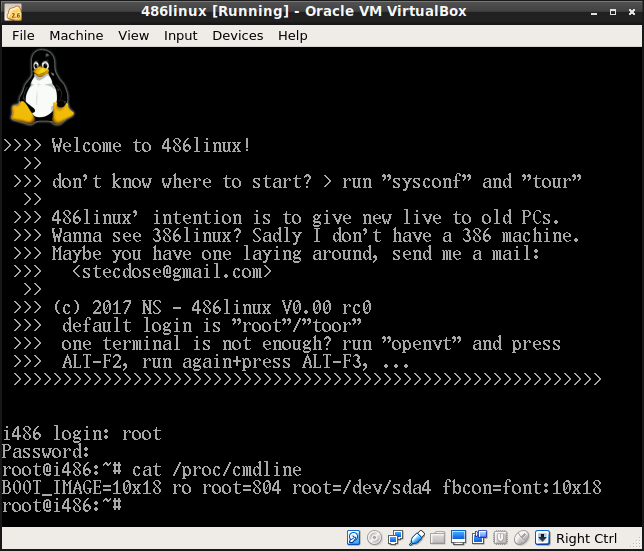 486linux [Running] - Oracle VM VirtualBox
File Machine View Input Devices Help
>>>> Welcome to 486linux!
>>
>>> don't know where to start? > run "sysconf" and "tour"
>>
>>> 486linux' intention is to give new live to old PCs.
>>> Wanna see 386linux? Sadly I don't have a 386 machine.
>>> Maybe you have one laying around, send me a mail:
>>> <stecdose@gmail.com>
>>
>>> (c) 2017 NS - 486linux V0.00 rc0
>>> default login is "root"/"toor"
>>> one terminal is not enough? run "openvt" and press
>>> ALT-F2, run again+press ALT-F3, ...
>>>>>>>>>>>>>>>>>>>>>>>>>>>>>>>>>>>>>>>>>>>>>>>>>>>>>>>>>>>
i486 login: root
Password:
root@i486:~# cat /proc/cmdline
BOOT_IMAGE=10x18 ro root=804 root=/dev/sda4 fbcon=font:10x18
root@i486:~#
Right Ctrl